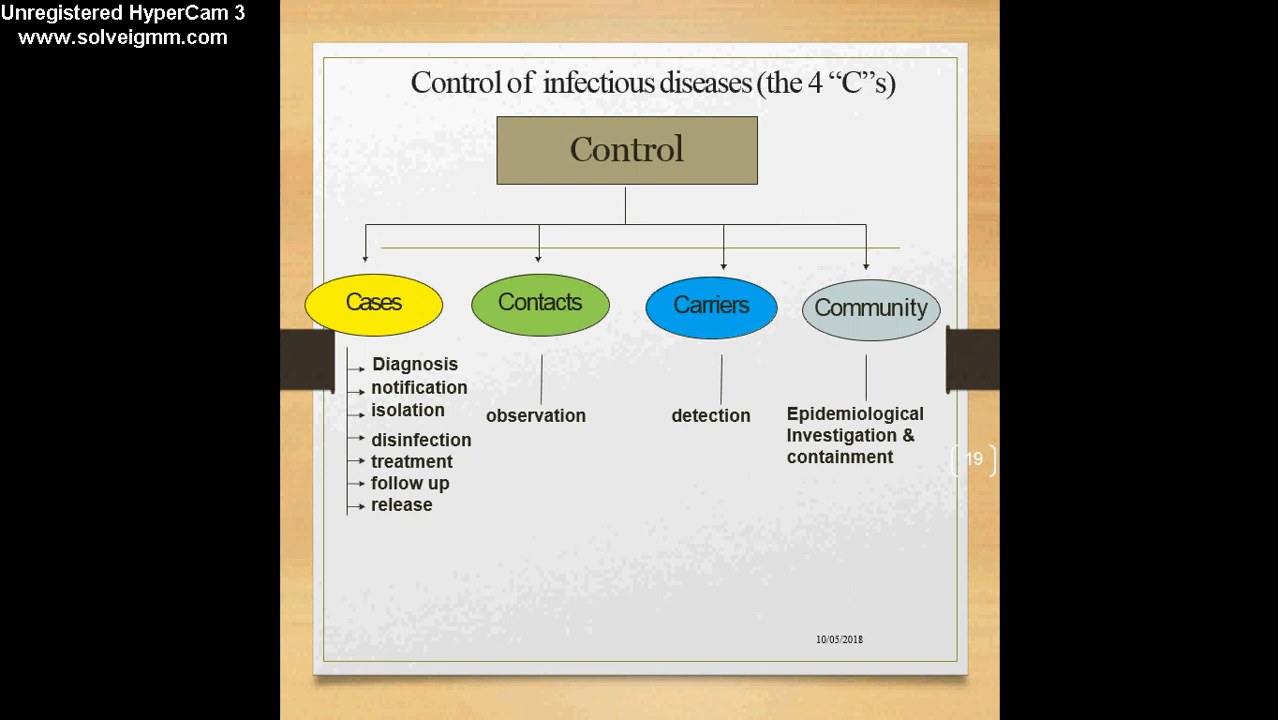 Unregistered HyperCam 3
www.solveigmm.com
Control of infectious diseases (the 4 “C”s)
Control
Cases
Contacts
Carriers
Community
Diagnosis
notification
isolation
disinfection
treatment
follow up
release
observation
detection
Epidemiological
Investigation &
containment
19
10/05/2018